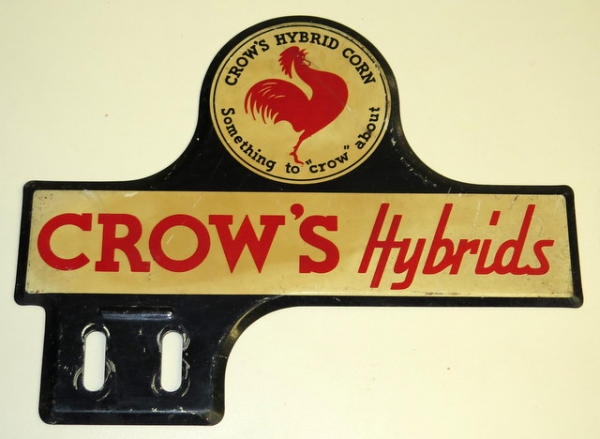 CROW'S HYBRID CORN
Something to "crow" about
CROW'S Hybrids